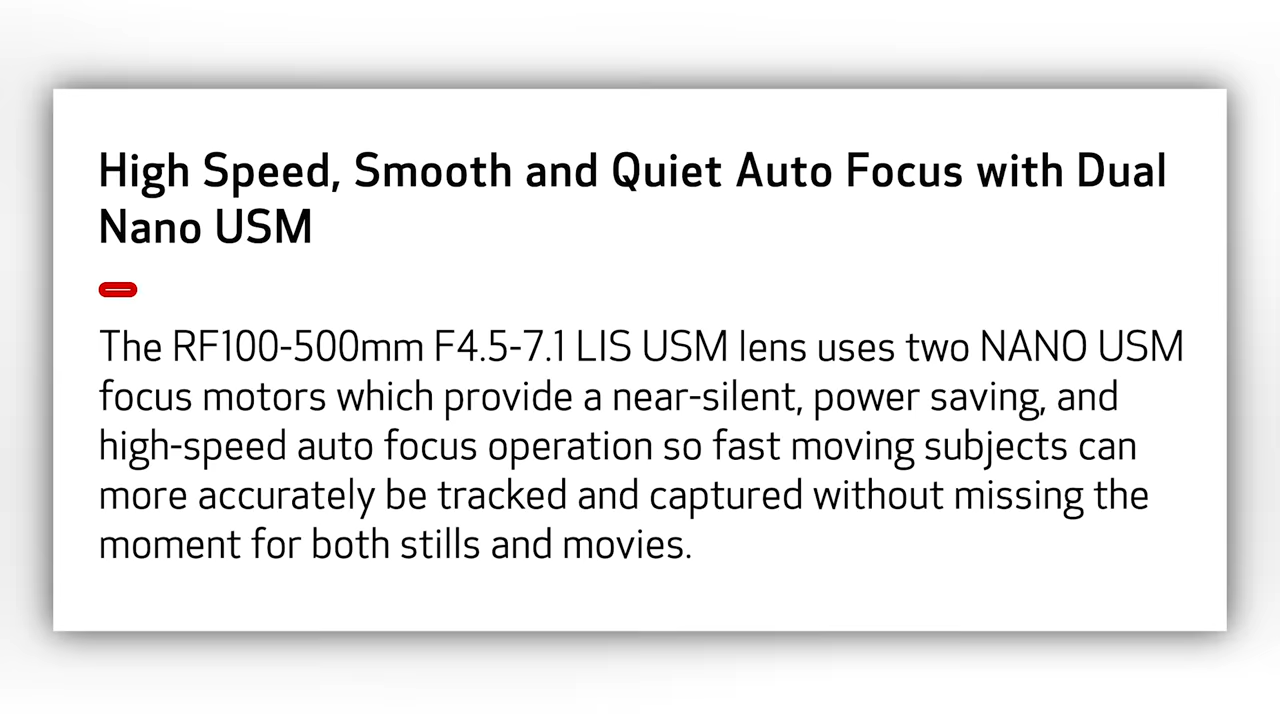 High Speed, Smooth and Quiet Auto Focus with Dual
Nano USM
The RF100-500mm F4.5-7.1 LIS USM lens uses two NANO USM
focus motors which provide a near-silent, power saving, and
high-speed auto focus operation so fast moving subjects can
more accurately be tracked and captured without missing the
moment for both stills and movies.